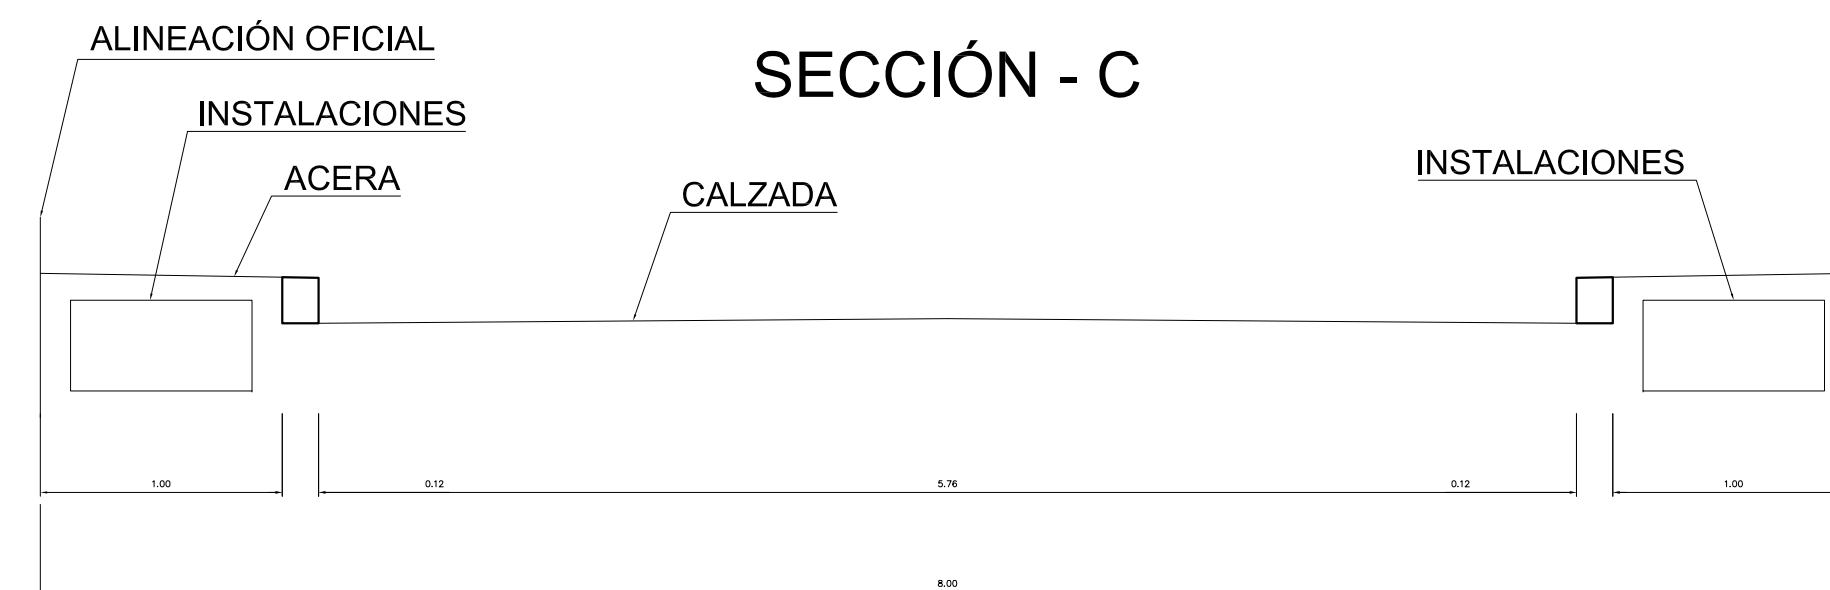 ALINEACIÓN OFICIAL
SECCIÓN - C
INSTALACIONES
ACERA
CALZADA
INSTALACIONES
1.00
0.12
5.76
0.12
1.00
8.00